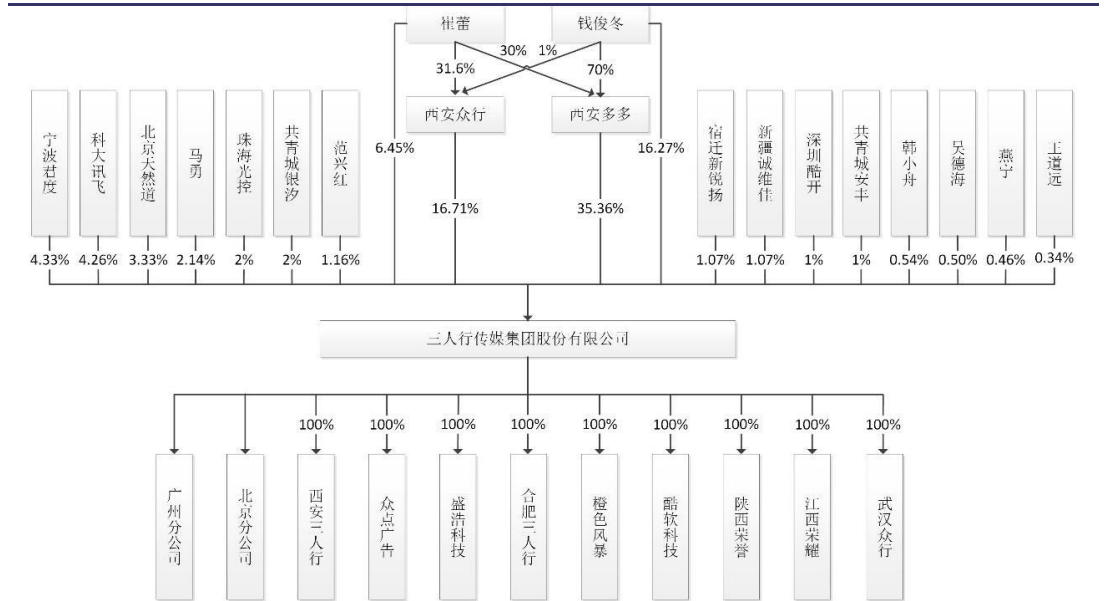 崔蕾
钱俊冬
30% 1%
31.6%
70%
西安众行
西安多多
6.45%
16.27%
16.71%
35.36%
宁波君度
科大讯飞
北京天然道
马勇
珠海光控
共青城银汐
范兴红
宿迁新锐扬
新疆诚维佳
深圳酷开
共青城安丰
韩小舟
吴德海
燕宁
王道远
4.33%
4.26%
3.33%
2.14%
2%
2%
1.16%
1.07%
1.07%
1%
1%
0.54%
0.50%
0.46%
0.34%
三人行传媒集团股份有限公司
100%
100%
100%
100%
100%
100%
100%
100%
100%
广州分公司
北京分公司
西安三人行
众点广告
盛浩科技
合肥三人行
橙色风暴
酷软科技
陕西荣誉
江西荣耀
武汉众行